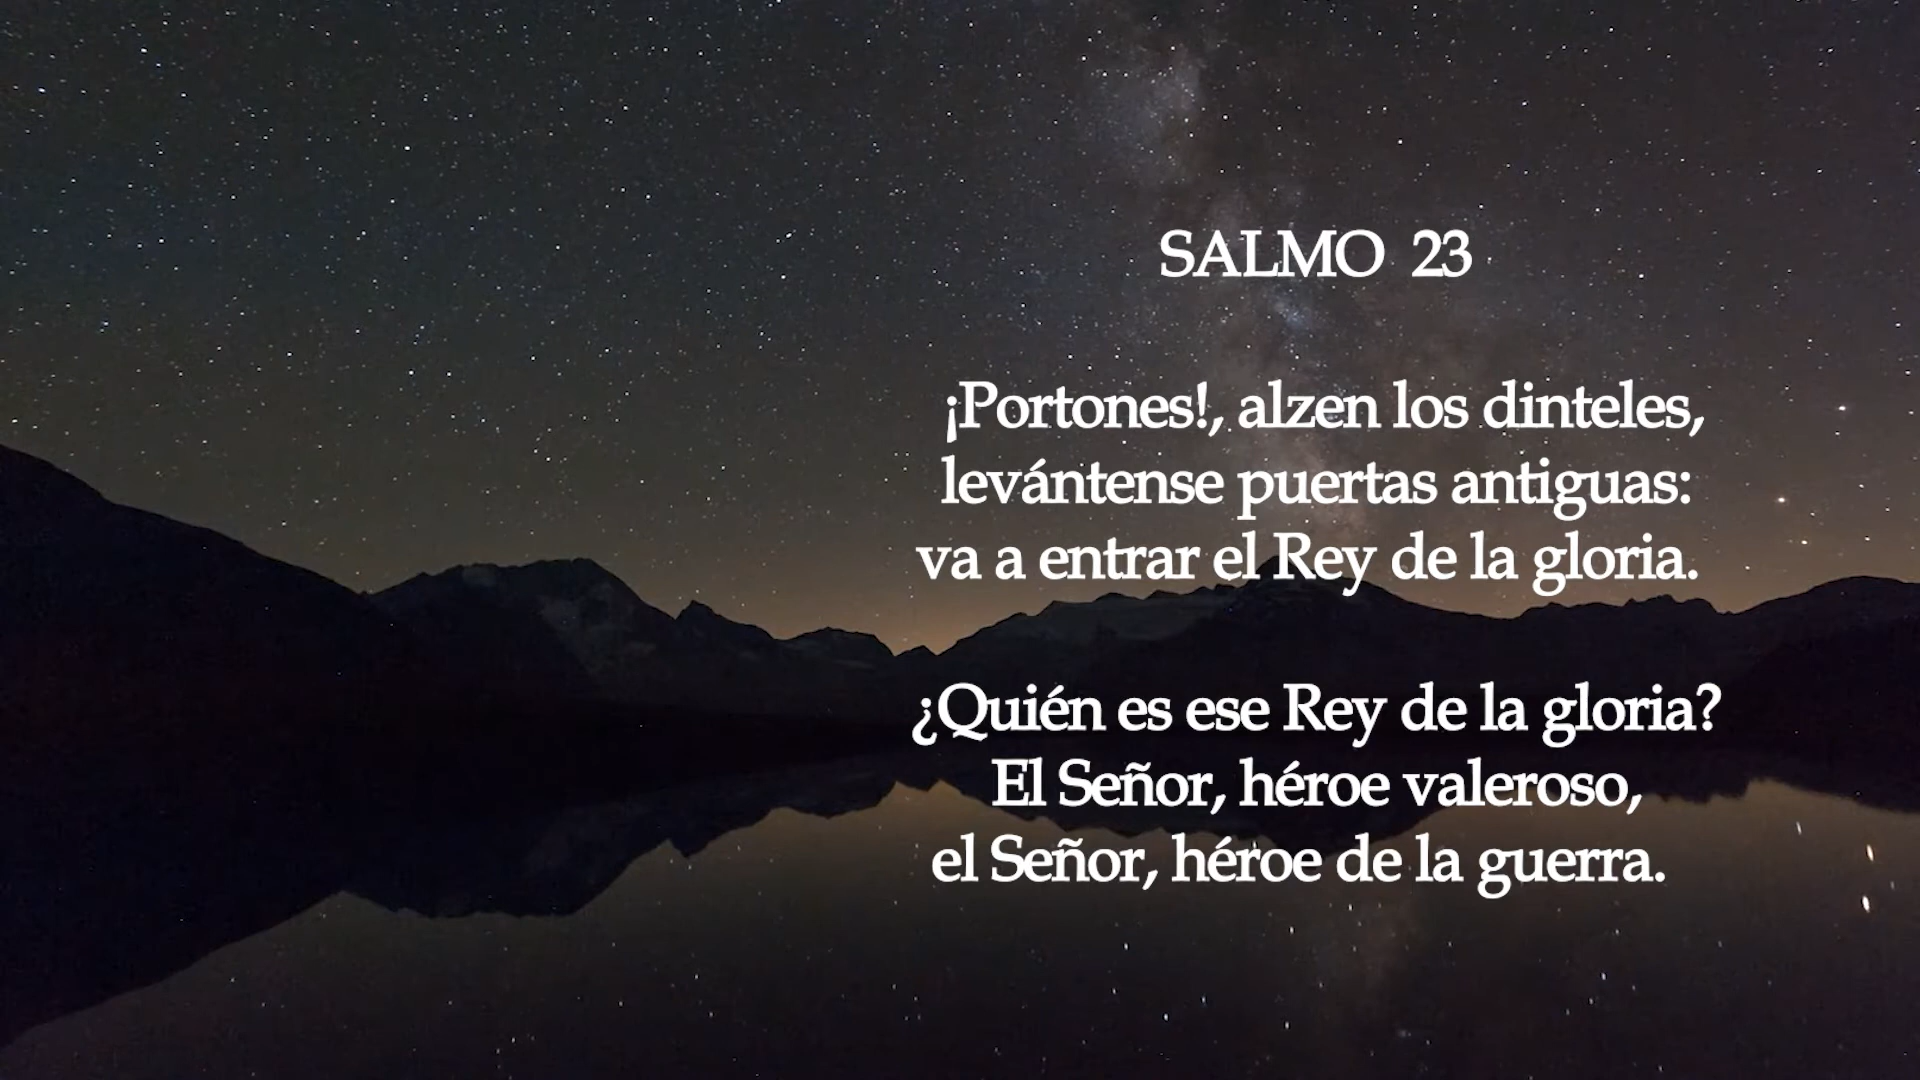 SALMO 23
¡Portones!, alzen los dinteles,
levántense puertas antiguas:
va a entrar el Rey de la gloria.
¿Quién es ese Rey de la gloria?
El Señor, héroe valeroso,
el Señor, héroe de la guerra.